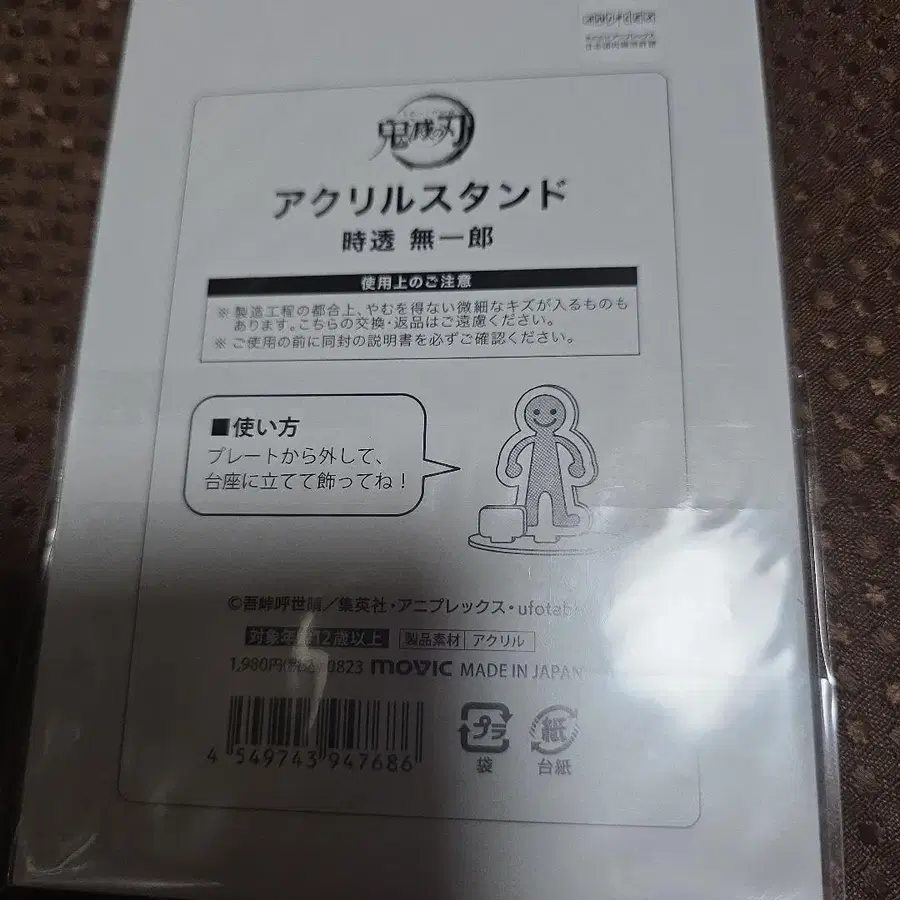 鬼滅の刃
アクリルスタンド
時透 無一郎
使用上のご注意
※ 製造工程の都合上、やむを得ない微細なキズが入るものも
あります。こちらの交換・返品はご遠慮ください。
※ ご使用の前に同封の説明書を必ずご確認ください。
■使い方
プレートから外して、
台座に立てて飾ってね！
©吾峠呼世晴／集英社・アニプレックス・ufotab
対象年齢12歳以上 製品素材 アクリル
1,980円(税込) 0823 movic MADE IN JAPAN
4 549743 947686
プラ 紙
袋 台紙